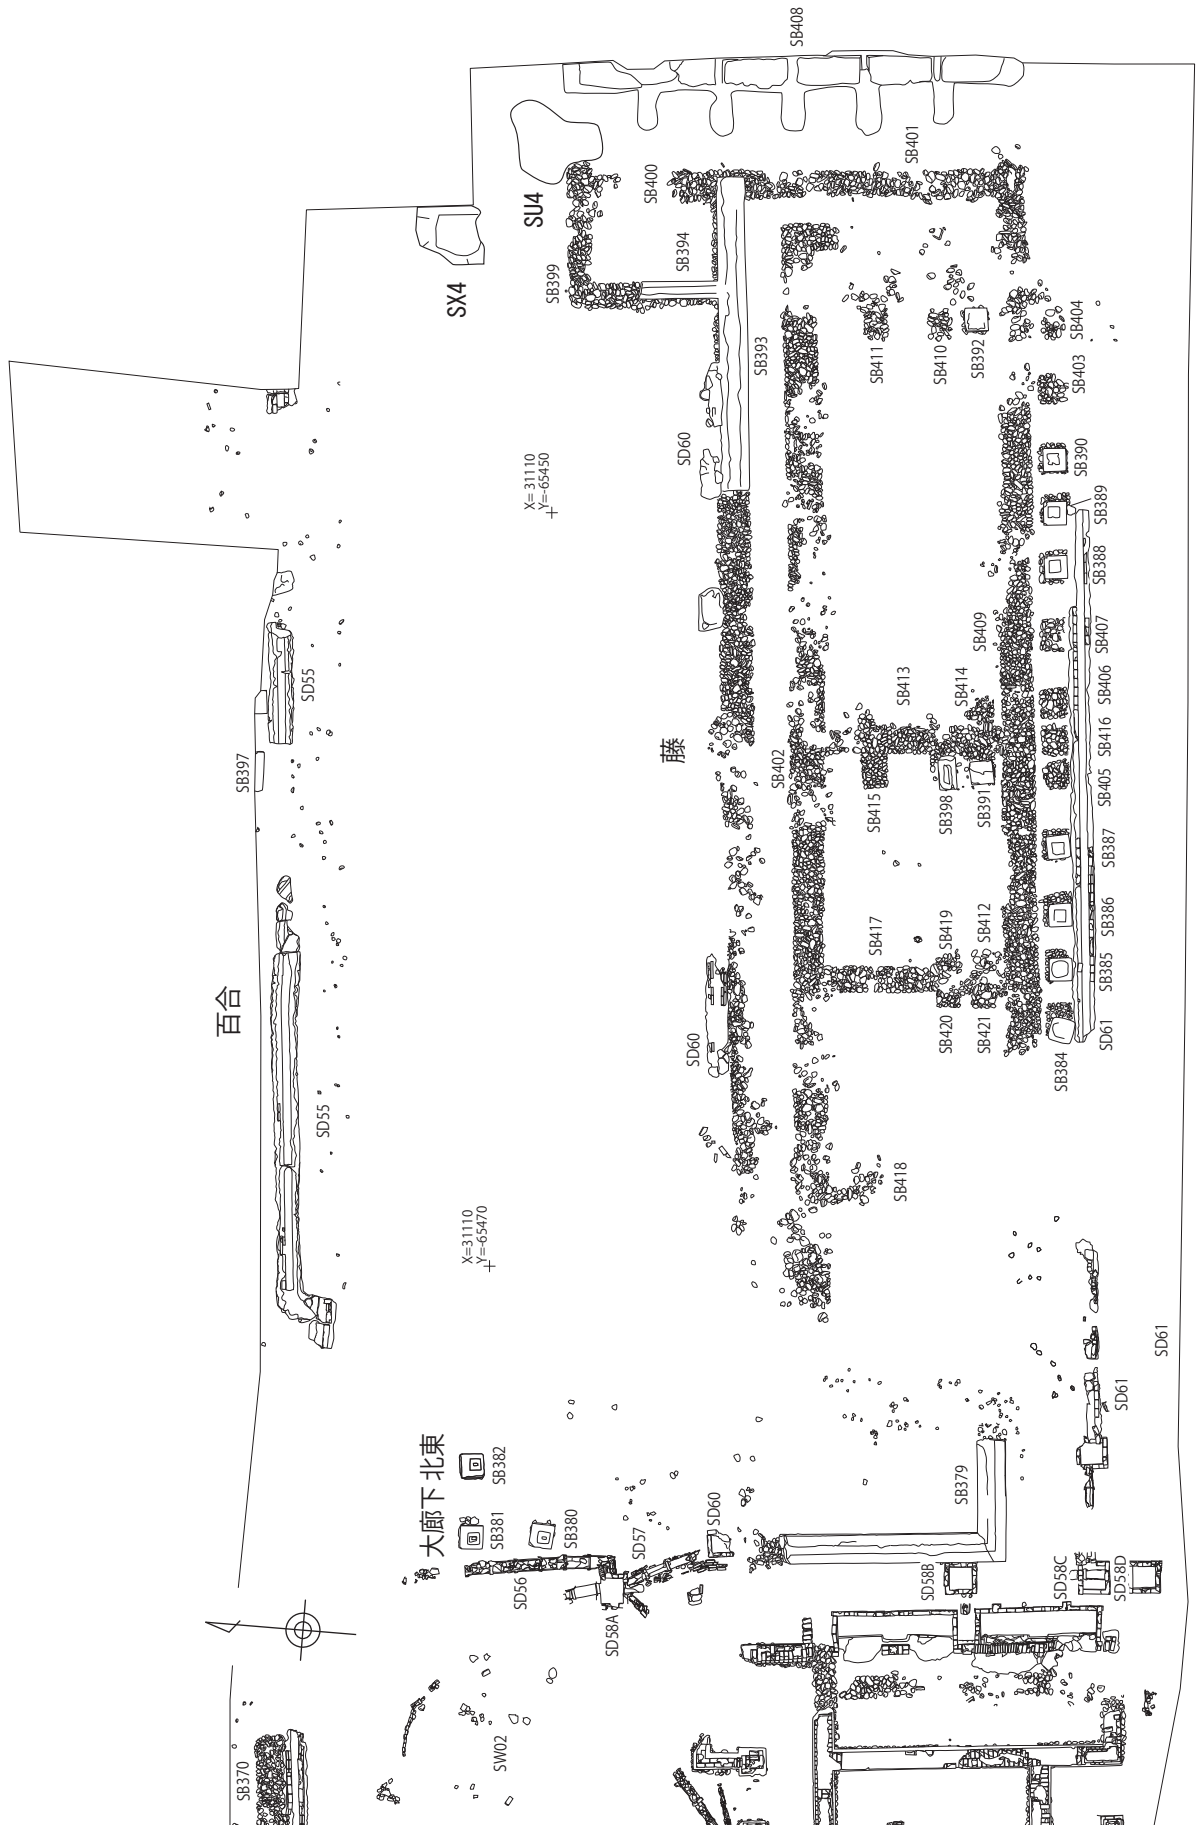 SB408
SB401
SB400
SU4
SB394
SB399
SX4
SB393
SB411
SB410
SB392
SB404
SB403
SD60
X= 31110
Y=-65450
SB390
SB389
SB388
SB409
SB407
SD55
SB413
SB414
SB406
SB416
藤
SB402
SB397
SB415
SB398
SB391
SB405
SB387
SB417
SB419
SB412
SB386
SB385
百合
SD60
SB420
SB421
SD61
SB384
SD55
SB418
X=31110
Y=-65470
SD61
SD61
大廊下 北東
SB382
SB381
SB380
SD57
SD60
SB379
SD56
SD58A
SD58B
SD58C
SD58D
SW02
SB370